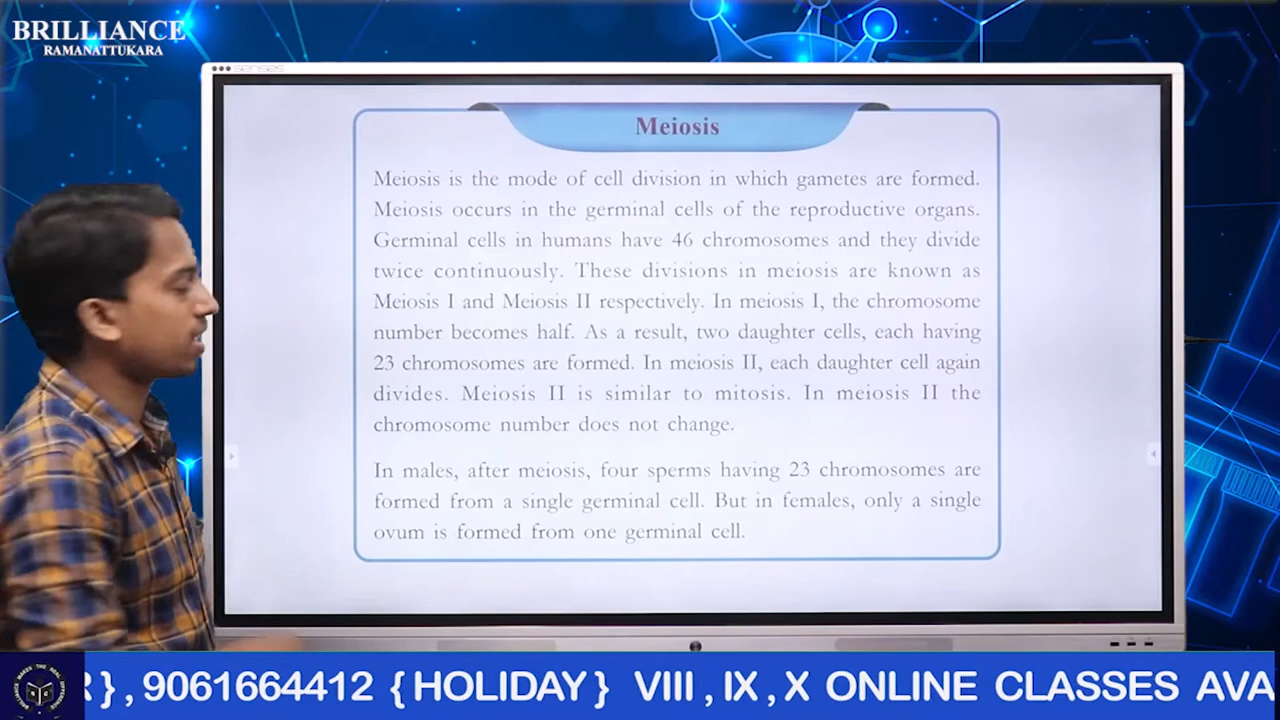 BRILLIANCE
RAMANATTUKARA
senses
Meiosis
Meiosis is the mode of cell division in which gametes are formed.
Meiosis occurs in the germinal cells of the reproductive organs.
Germinal cells in humans have 46 chromosomes and they divide
twice continuously. These divisions in meiosis are known as
Meiosis I and Meiosis II respectively. In meiosis I, the chromosome
number becomes half. As a result, two daughter cells, each having
23 chromosomes are formed. In meiosis II, each daughter cell again
divides. Meiosis II is similar to mitosis. In meiosis II the
chromosome number does not change.
In males, after meiosis, four sperms having 23 chromosomes are
formed from a single germinal cell. But in females, only a single
ovum is formed from one germinal cell.
R} , 9061664412 {HOLIDAY} VIII , IX , X ONLINE CLASSES AVA